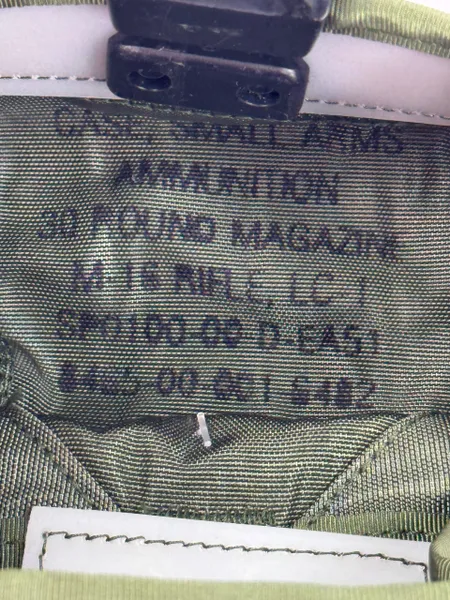 CASE, SMALL ARMS
AMMUNITION
30 ROUND MAGAZINE
M-16 RIFLE, LC-1
SP0100-00-D-EA51
8465-00-001-6482